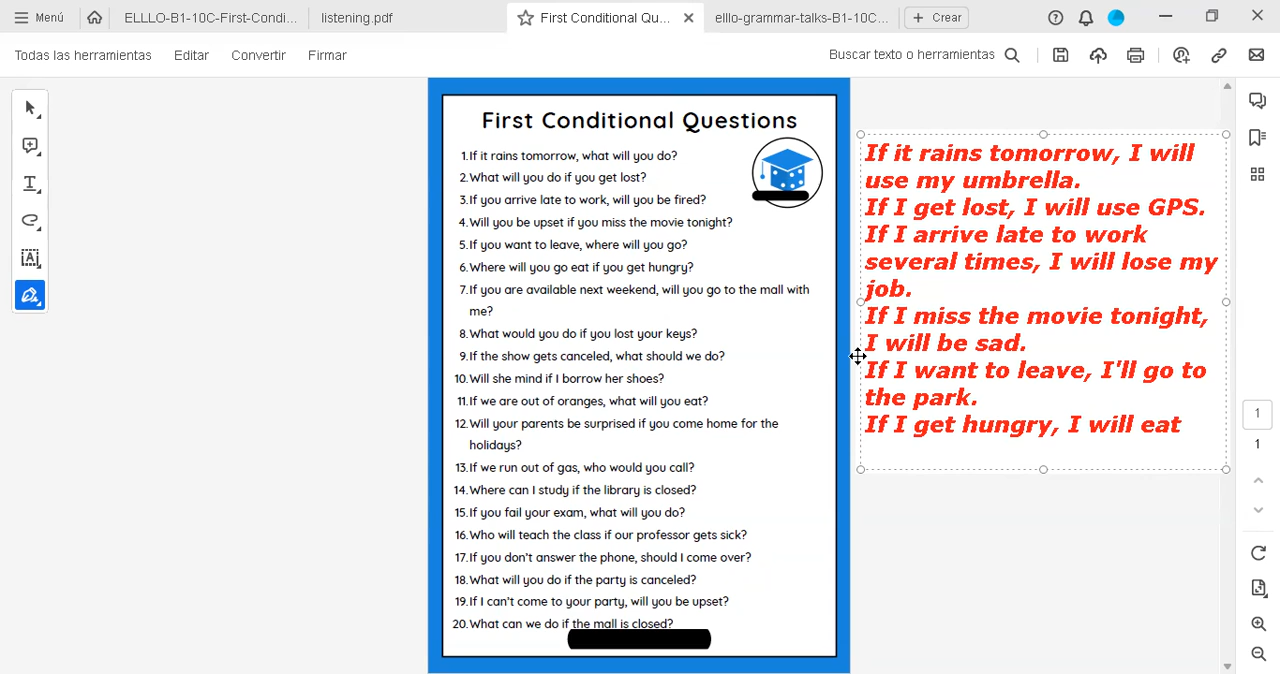 Menú
ELLLO-B1-10C-First-Condi...
listening.pdf
First Conditional Qu...
elllo-grammar-talks-B1-10C...
Crear
Todas las herramientas
Editar
Convertir
Firmar
Buscar texto o herramientas
First Conditional Questions
1.If it rains tomorrow, what will you do?
2.What will you do if you get lost?
3.If you arrive late to work, will you be fired?
4.Will you be upset if you miss the movie tonight?
5.If you want to leave, where will you go?
6.Where will you go eat if you get hungry?
7.If you are available next weekend, will you go to the mall with
me?
8.What would you do if you lost your keys?
9.If the show gets canceled, what should we do?
10.Will she mind if I borrow her shoes?
11.If we are out of oranges, what will you eat?
12.Will your parents be surprised if you come home for the
holidays?
13.If we run out of gas, who would you call?
14.Where can I study if the library is closed?
15.If you fail your exam, what will you do?
16.Who will teach the class if our professor gets sick?
17.If you don't answer the phone, should I come over?
18.What will you do if the party is canceled?
19.If I can't come to your party, will you be upset?
20.What can we do if the mall is closed?
If it rains tomorrow, I will
use my umbrella.
If I get lost, I will use GPS.
If I arrive late to work
several times, I will lose my
job.
If I miss the movie tonight,
I will be sad.
If I want to leave, I'll go to
the park.
If I get hungry, I will eat
1
1